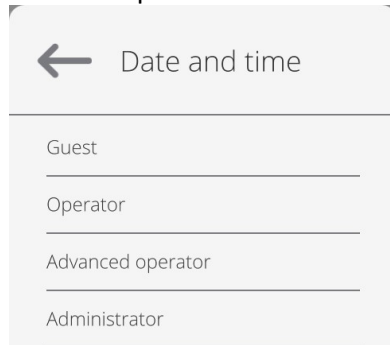 Date and time
Guest
Operator
Advanced operator
Administrator